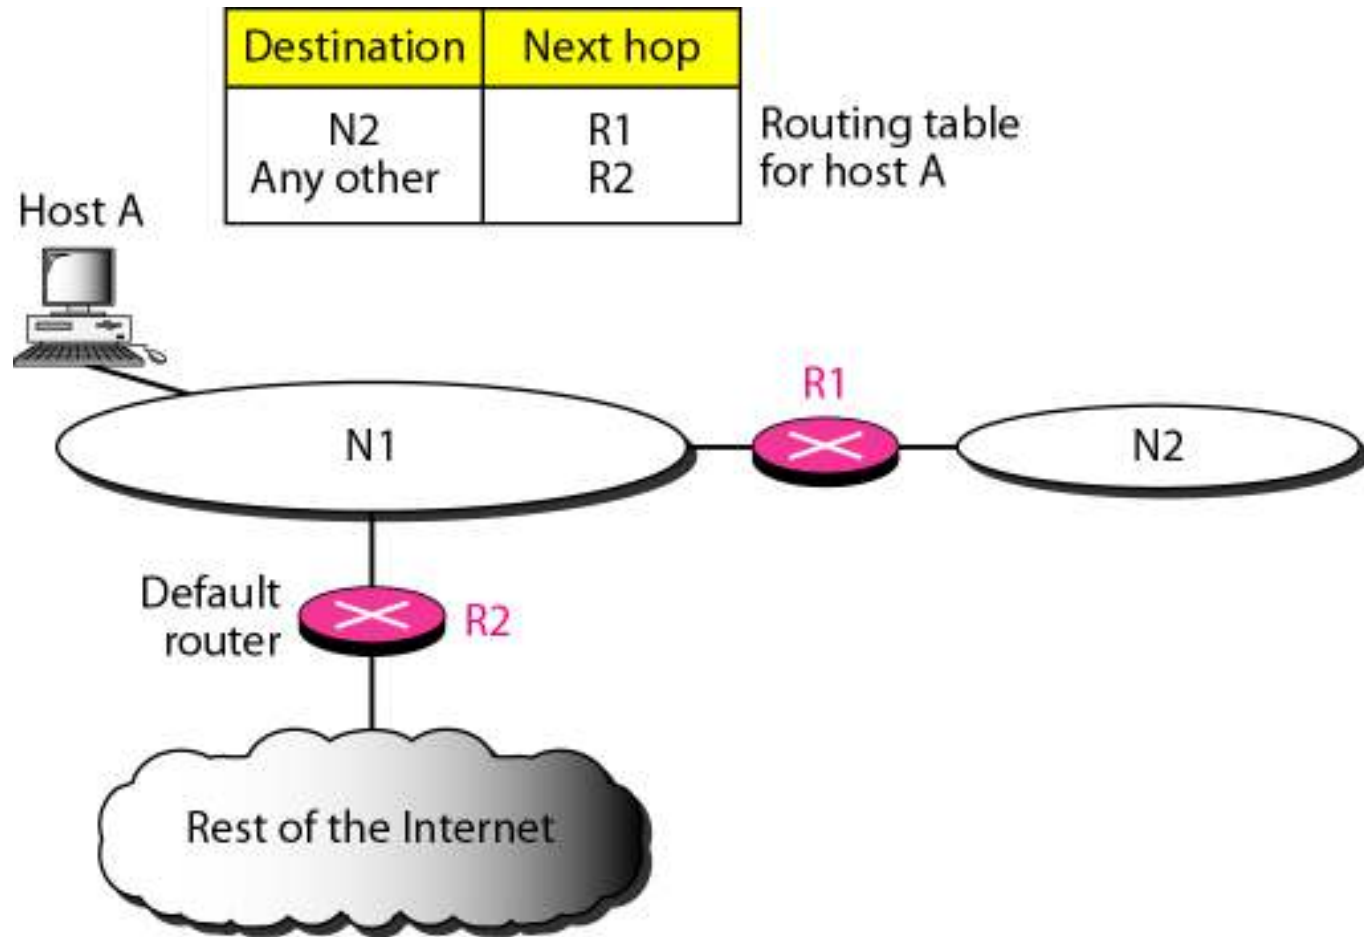 Destination Next hop
N2 R1
Any other R2
Routing table
for host A
Host A
R1
N1
N2
Default
router
R2
Rest of the Internet